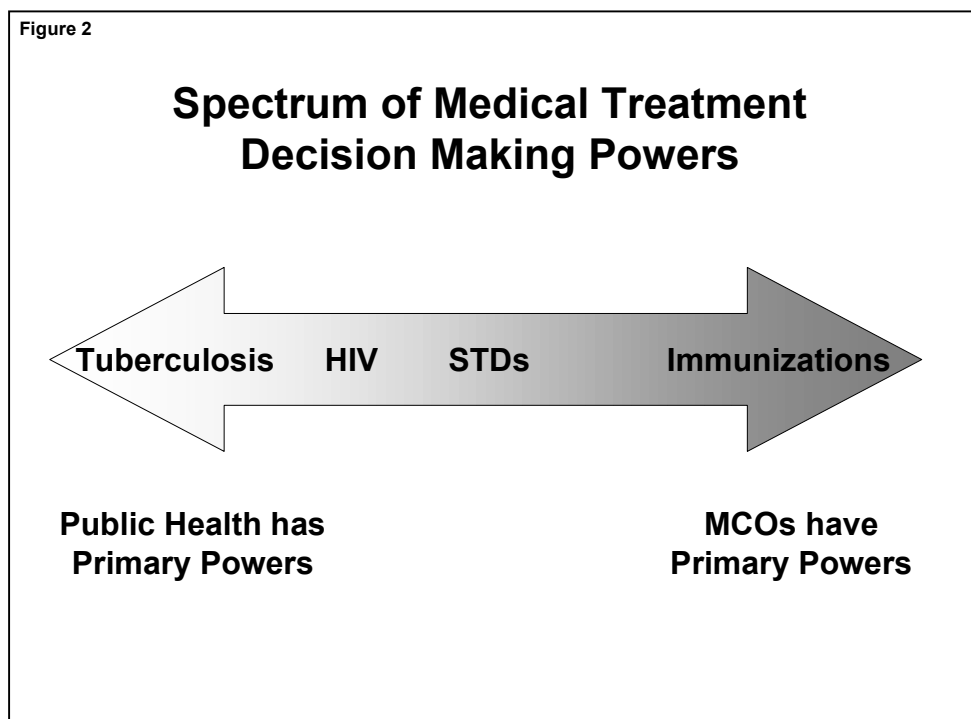 Figure 2
Spectrum of Medical Treatment
Decision Making Powers
Tuberculosis HIV STDs Immunizations
Public Health has
Primary Powers
MCOs have
Primary Powers